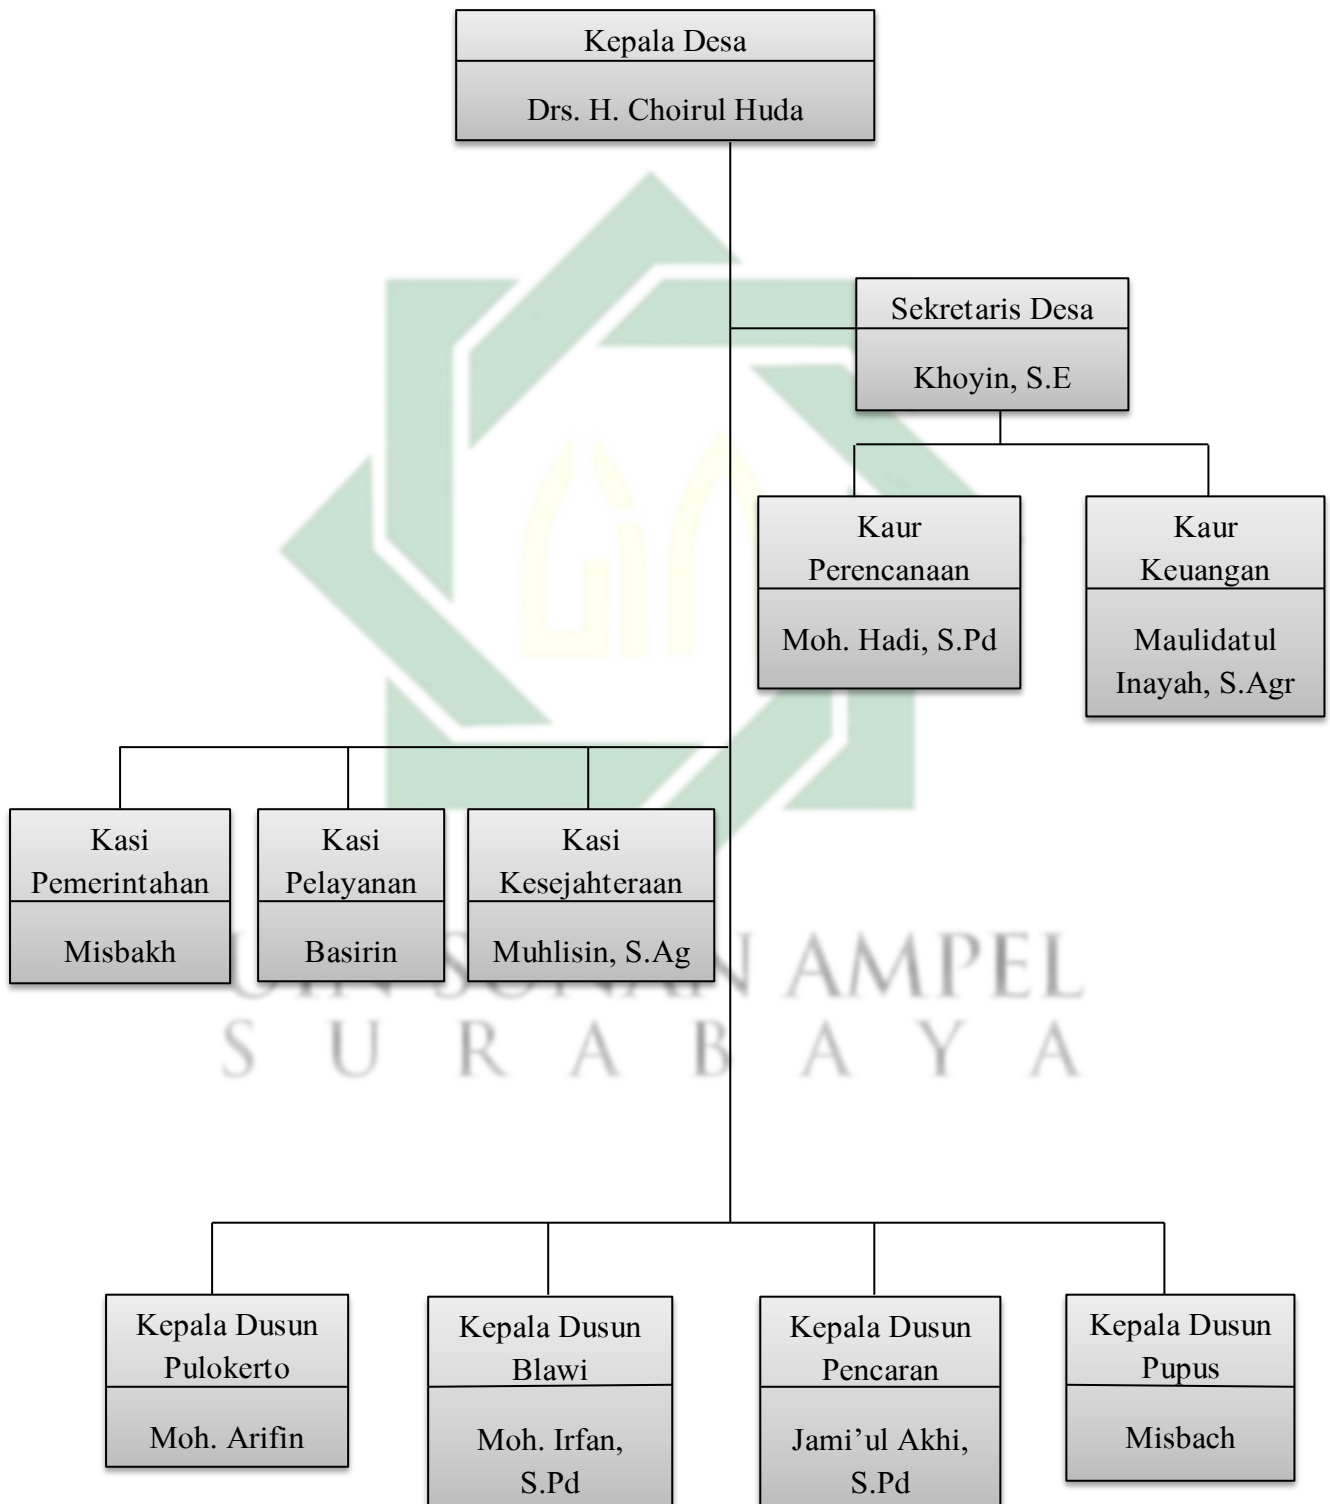 Kepala Desa
Drs. H. Choirul Huda
Sekretaris Desa
Khoyin, S.E
Kaur
Perencanaan
Moh. Hadi, S.Pd
Kaur
Keuangan
Maulidatul
Inayah, S.Agr
Kasi
Pemerintahan
Misbakh
Kasi
Pelayanan
Basirin
Kasi
Kesejahteraan
Muhlisin, S.Ag
UIN SUNAN AMPEL
SURABAYA
Kepala Dusun
Pulokerto
Moh. Arifin
Kepala Dusun
Blawi
Moh. Irfan,
S.Pd
Kepala Dusun
Pencaran
Jami’ul Akhi,
S.Pd
Kepala Dusun
Pupus
Misbach